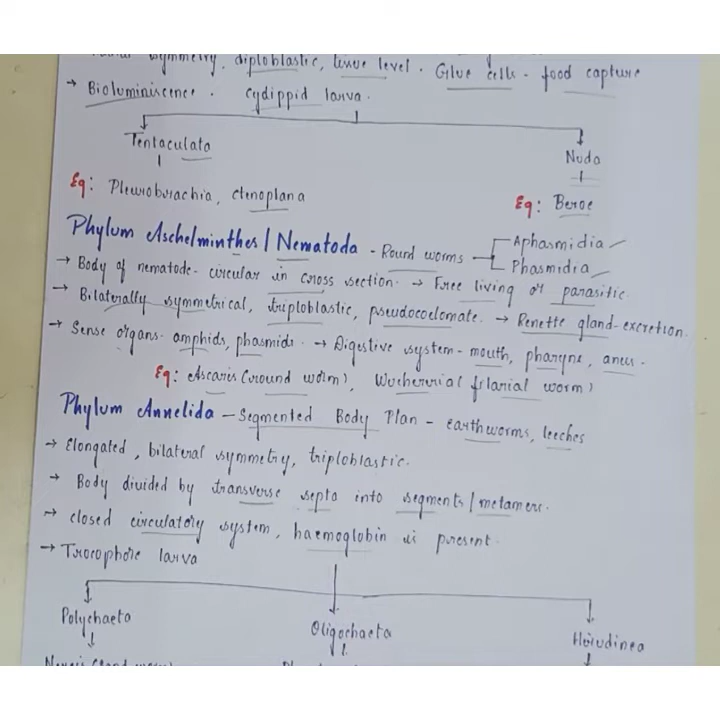 symmetry, diploblastic, tissue level. Glue cells - food capture
→ Bioluminiscence. Cydippid larva.
Tentaculata
Nuda
Eg: Pleurobrachia, ctenoplana
Eg: Beroe
Phylum Aschelminthes / Nematoda - Round worms
Aphasmidia
Phasmidia
→ Body of nematode - circular in cross section. → Free living or parasitic.
→ Bilaterally symmetrical, triploblastic, pseudocoelomate. → Renette gland - excretion.
→ Sense organs - amphids, phasmids. → Digestive system - mouth, pharynx, anus.
Eg: Ascaris (round worm), Wuchereria (filarial worm)
Phylum Annelida - Segmented Body Plan - earthworms, leeches
→ Elongated, bilateral symmetry, triploblastic.
→ Body divided by transverse septa into segments / metamers.
→ closed circulatory system, haemoglobin is present.
→ Trocophore larva
Polychaeta
Oligochaeta
Hirudinea